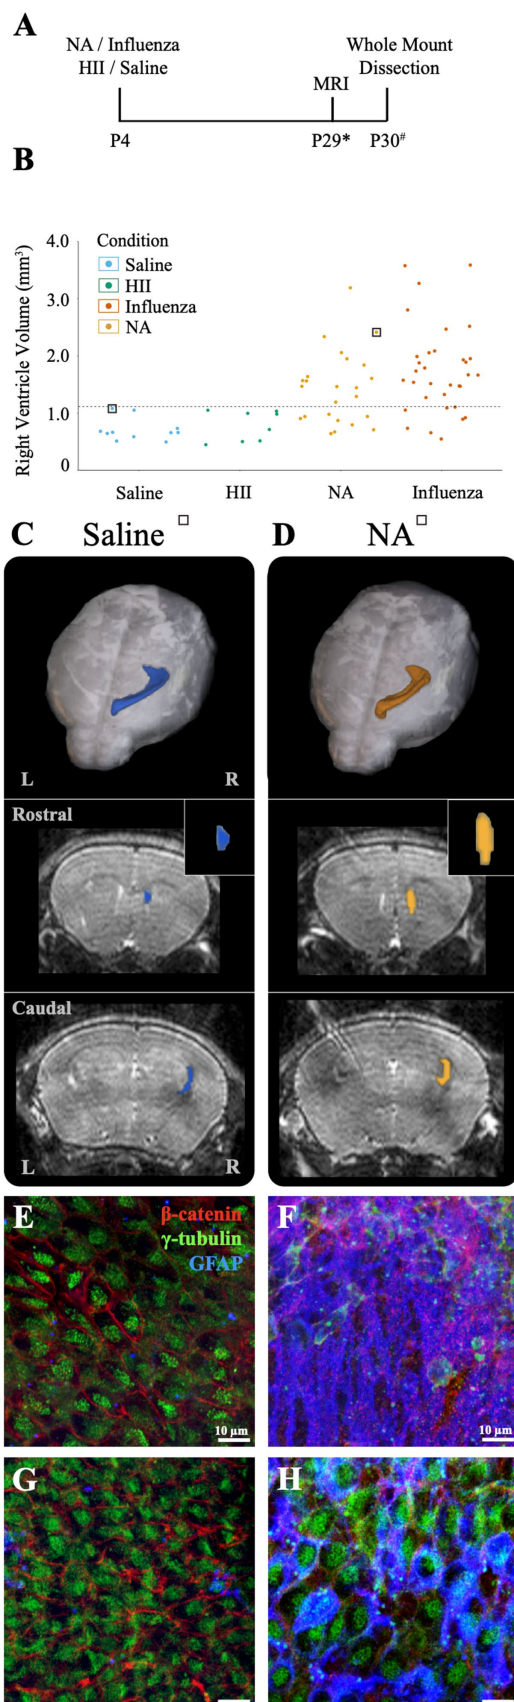 A
NA / Influenza
HII / Saline
Whole Mount
Dissection
MRI
P4
P29*
P30#
B
Right Ventricle Volume (mm³)
4.0
3.0
2.0
1.0
0
Condition
Saline
HII
Influenza
NA
Saline
HII
NA
Influenza
C
Saline □
D
NA □
L
R
Rostral
Caudal
L
R
E
β-catenin
γ-tubulin
GFAP
10 µm
F
10 µm
G
H